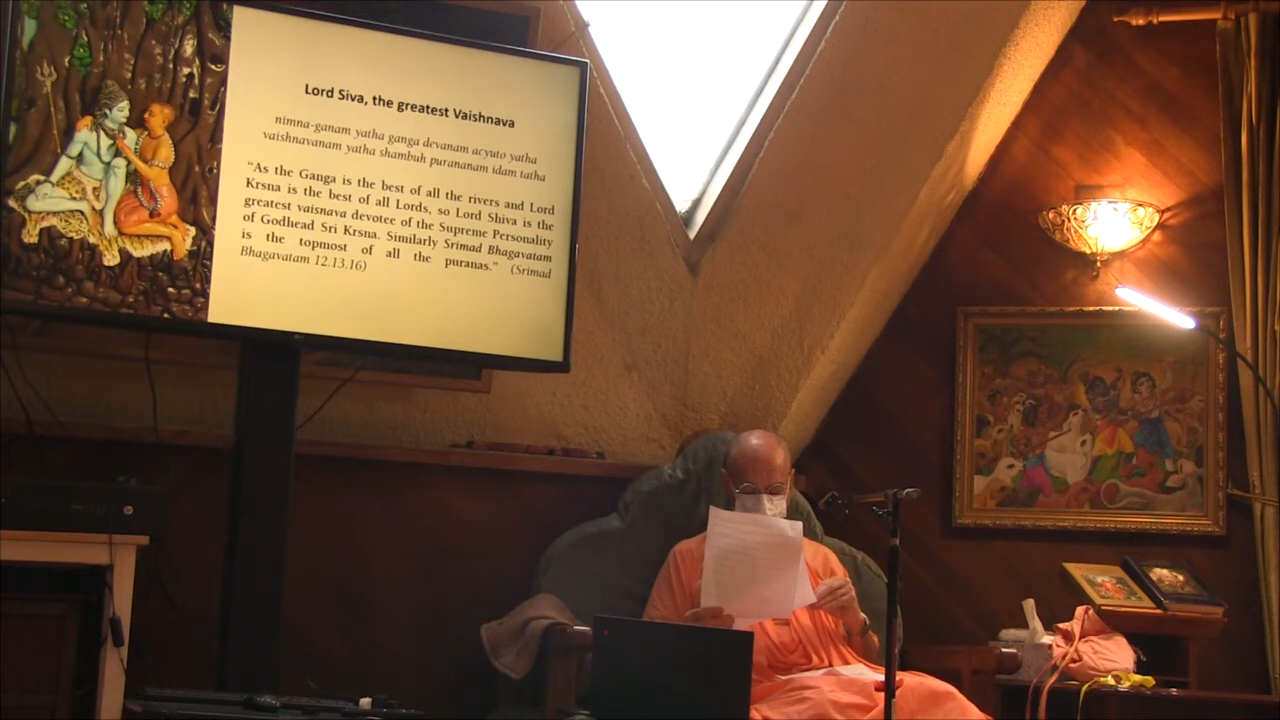 Lord Siva, the greatest Vaishnava
nimna-ganam yatha ganga devanam acyuto yatha
vaishnavanam yatha shambuh purananam idam tatha
“As the Ganga is the best of all the rivers and Lord
Krsna is the best of all Lords, so Lord Shiva is the
greatest vaisnava devotee of the Supreme Personality
of Godhead Sri Krsna. Similarly Srimad Bhagavatam
is the topmost of all the puranas.” (Srimad
Bhagavatam 12.13.16)
hp